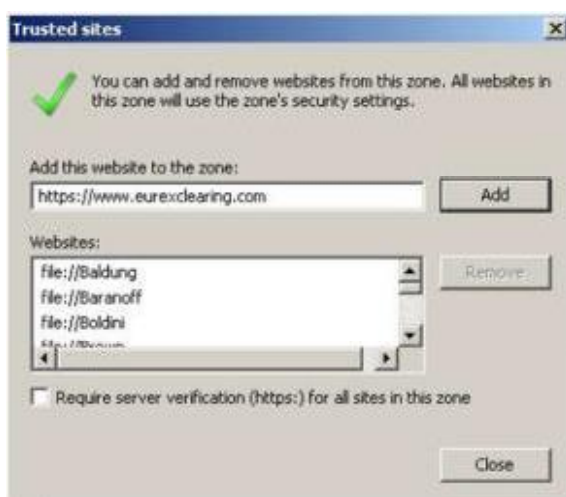 Trusted sites
You can add and remove websites from this zone. All websites in
this zone will use the zone's security settings.
Add this website to the zone:
https://www.eurexclearing.com
Add
Websites:
file://Baldung
file://Baranoff
file://Boldini
Remove
Require server verification (https:) for all sites in this zone
Close